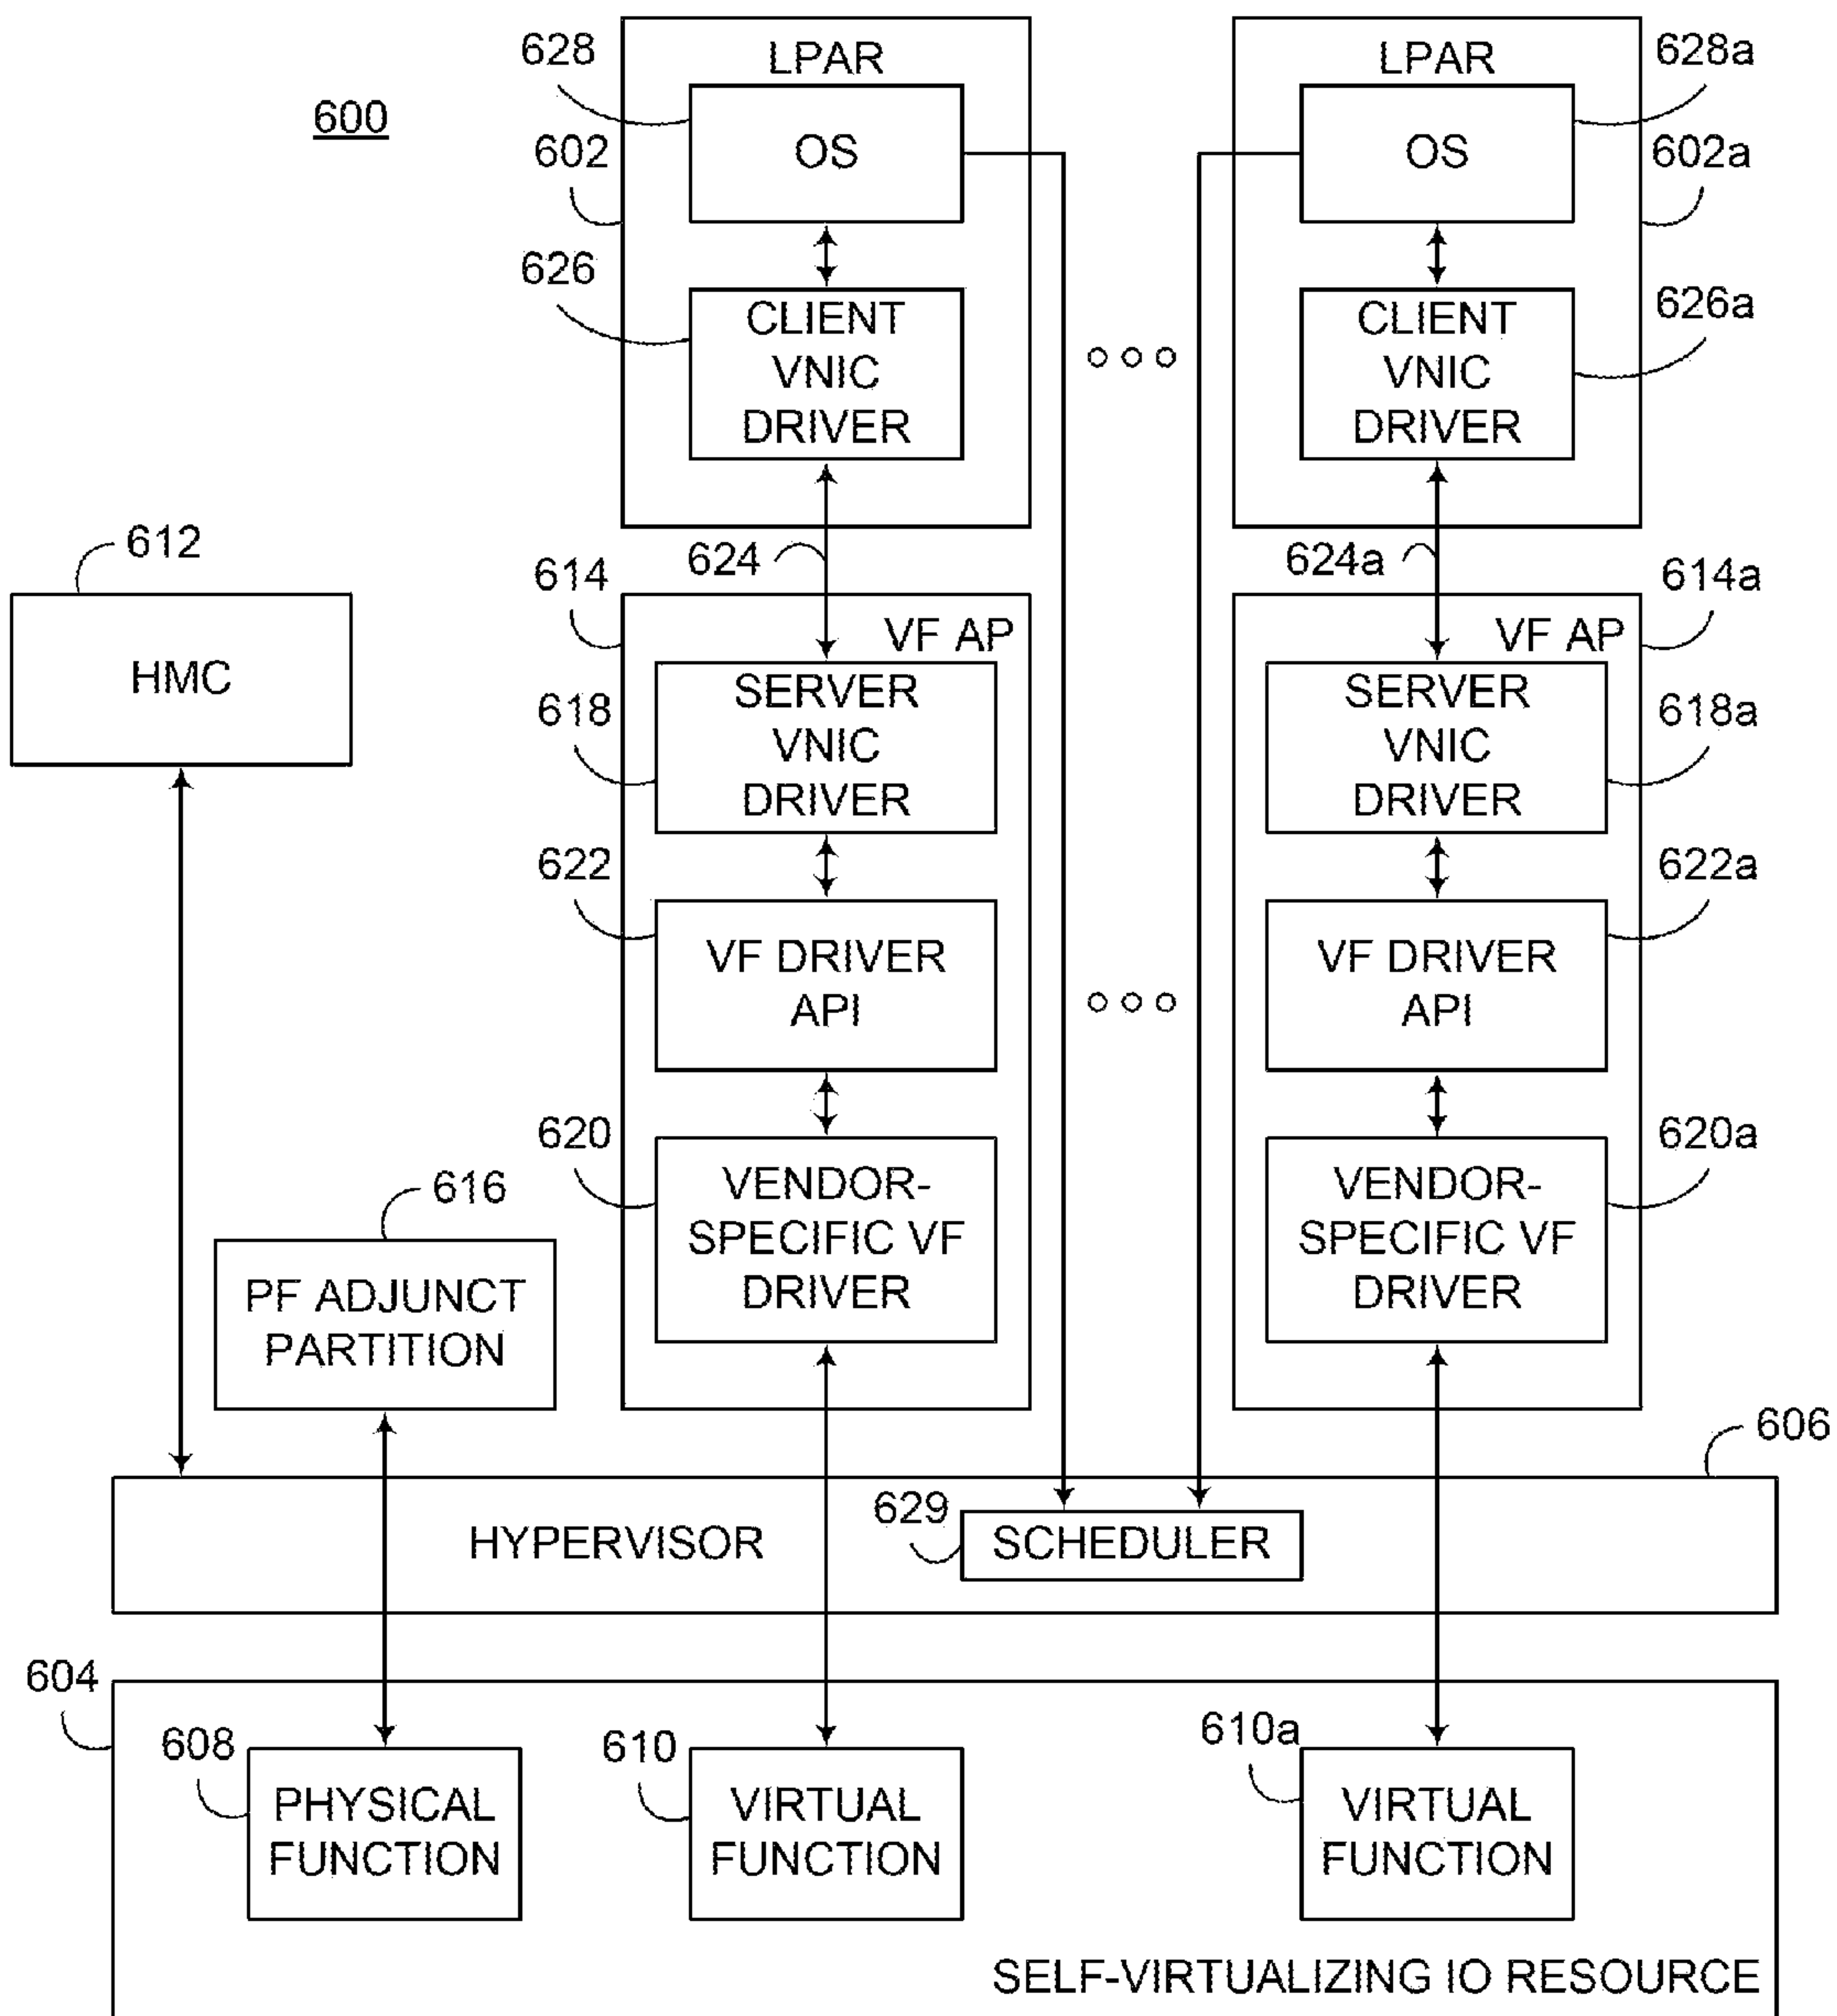 600
628
LPAR
OS
602
626
CLIENT
VNIC
DRIVER
LPAR
628a
OS
602a
CLIENT
VNIC
DRIVER
626a
612
HMC
624
614
VF AP
618
SERVER
VNIC
DRIVER
622
VF DRIVER
API
620
VENDOR-
SPECIFIC VF
DRIVER
624a
614a
VF AP
SERVER
VNIC
DRIVER
618a
622a
VF DRIVER
API
620a
VENDOR-
SPECIFIC VF
DRIVER
616
PF ADJUNCT
PARTITION
606
HYPERVISOR
629
SCHEDULER
604
608
PHYSICAL
FUNCTION
610
VIRTUAL
FUNCTION
610a
VIRTUAL
FUNCTION
SELF-VIRTUALIZING IO RESOURCE